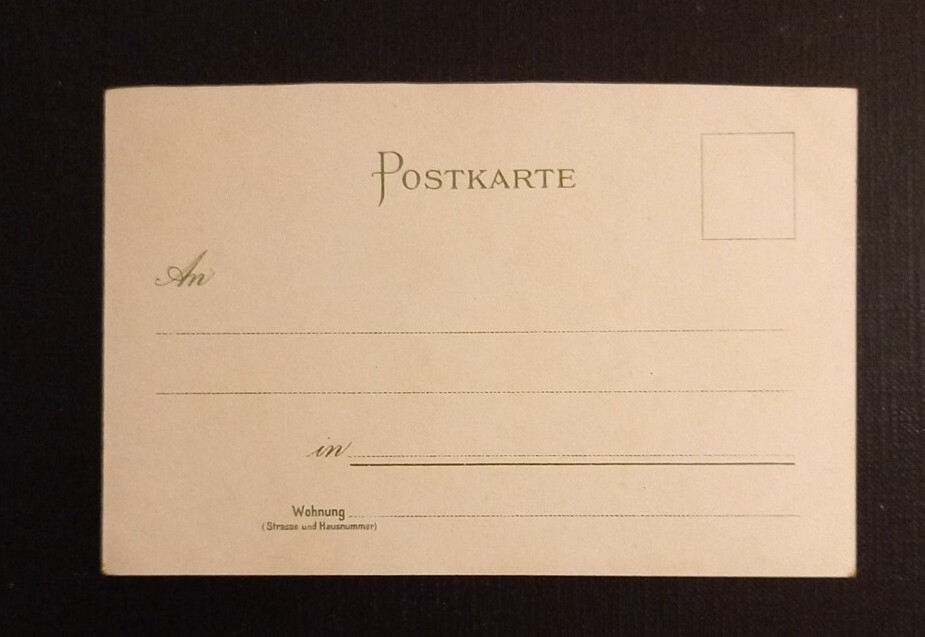 POSTKARTE
An
in
Wohnung
(Strasse und Hausnummer)